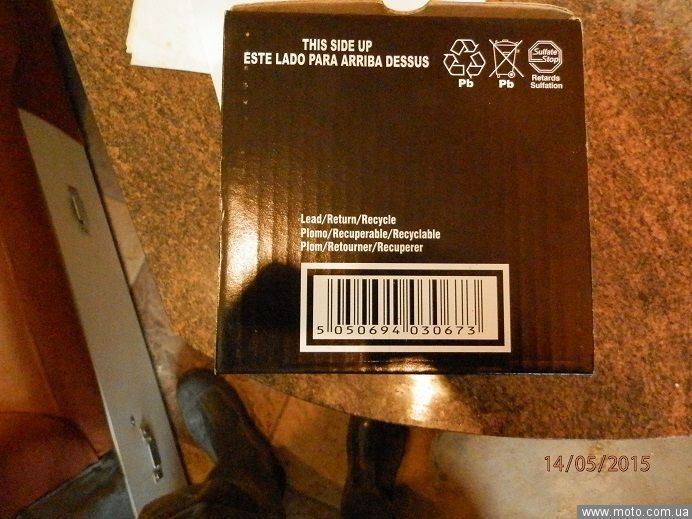 THIS SIDE UP
ESTE LADO PARA ARRIBA DESSUS
Pb
Pb
Sulfate
Stop
Retards
Sulfation
Lead/Return/Recycle
Plomo/Recuperable/Recyclable
Plom/Retourner/Recuperer
5 050694 030673
14/05/2015
www.moto.com.ua